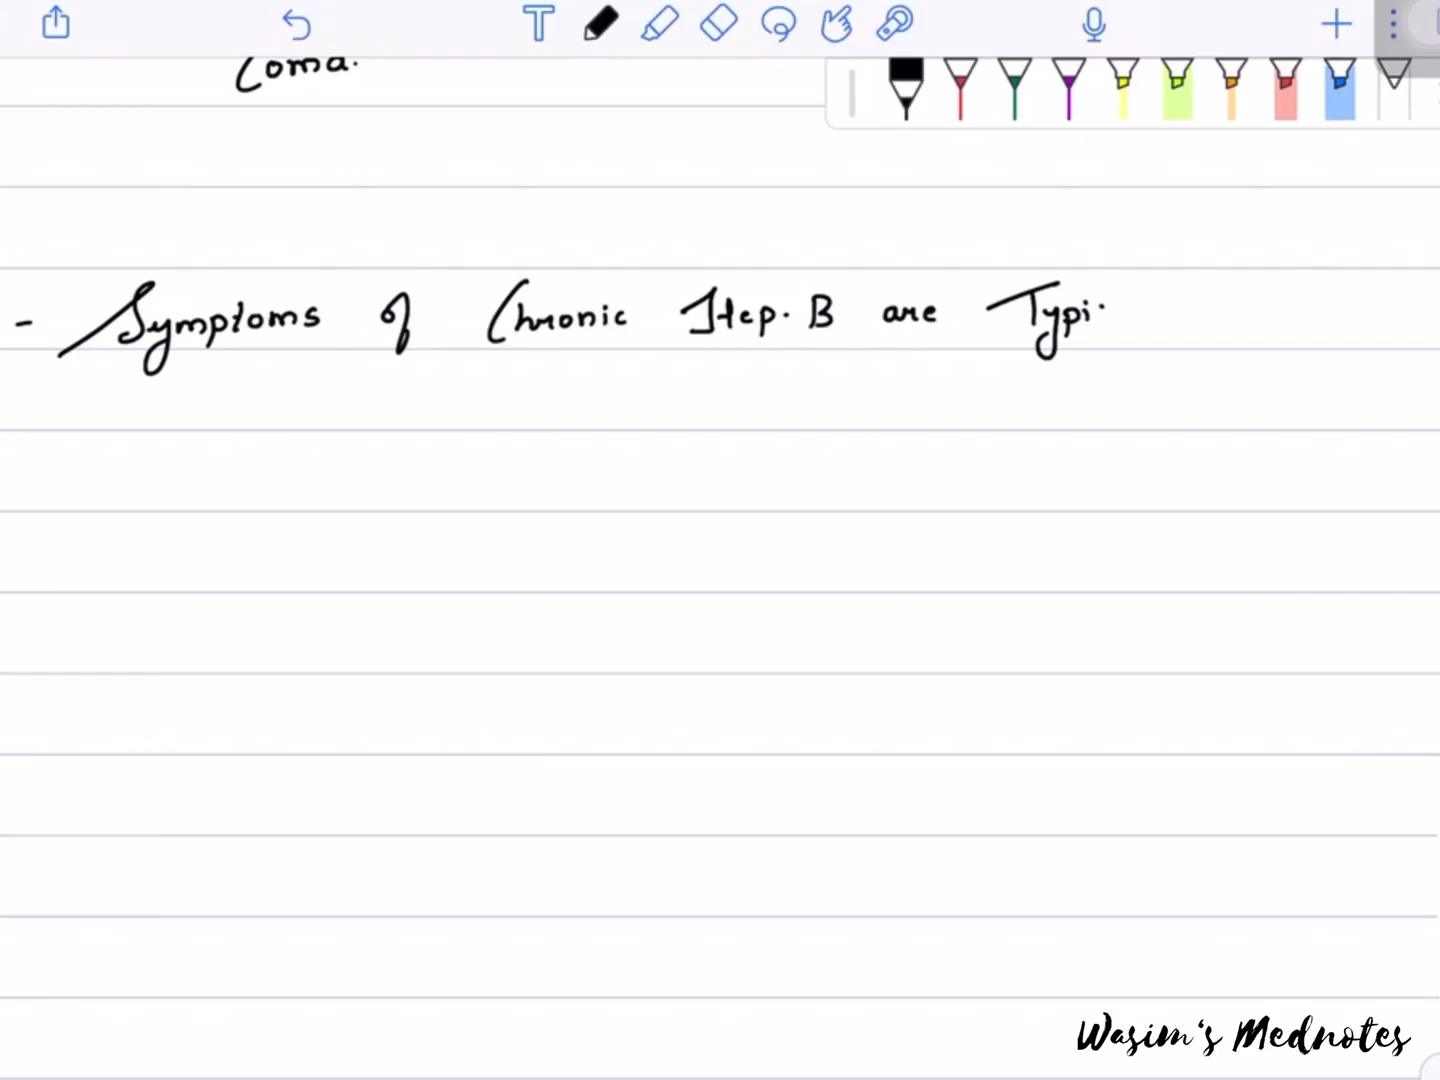 Coma.
- Symptoms of Chronic Hep. B are Typi.
Wasim's Mednotes